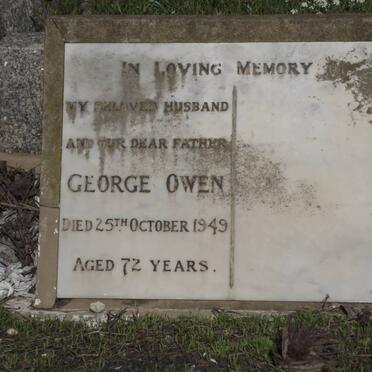 IN LOVING MEMORY
MY BELOVED HUSBAND
AND OUR DEAR FATHER
GEORGE OWEN
DIED 25TH OCTOBER 1949
AGED 72 YEARS.